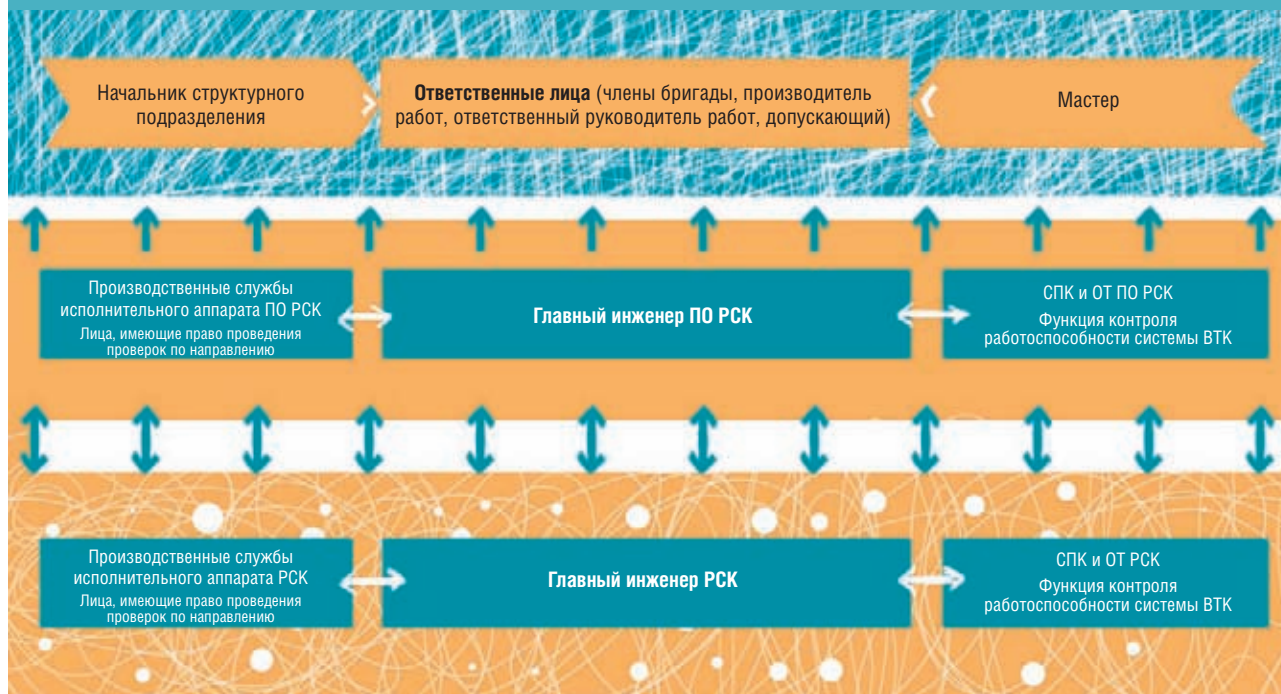 Начальник структурного
подразделения
Ответственные лица (члены бригады, производитель
работ, ответственный руководитель работ, допускающий)
Мастер
Производственные службы
исполнительного аппарата ПО РСК
Лица, имеющие право проведения
проверок по направлению
Главный инженер ПО РСК
СПК и ОТ ПО РСК
Функция контроля
работоспособности системы ВТК
Производственные службы
исполнительного аппарата РСК
Лица, имеющие право проведения
проверок по направлению
Главный инженер РСК
СПК и ОТ РСК
Функция контроля
работоспособности системы ВТК